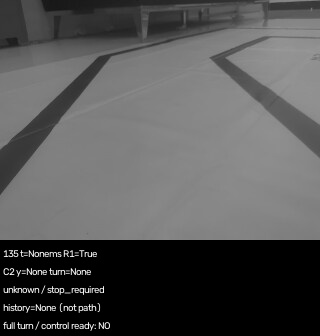 135 t=Nonems R1=True
C2 y=None turn=None
unknown / stop_required
history=None (not path)
full turn / control ready: NO